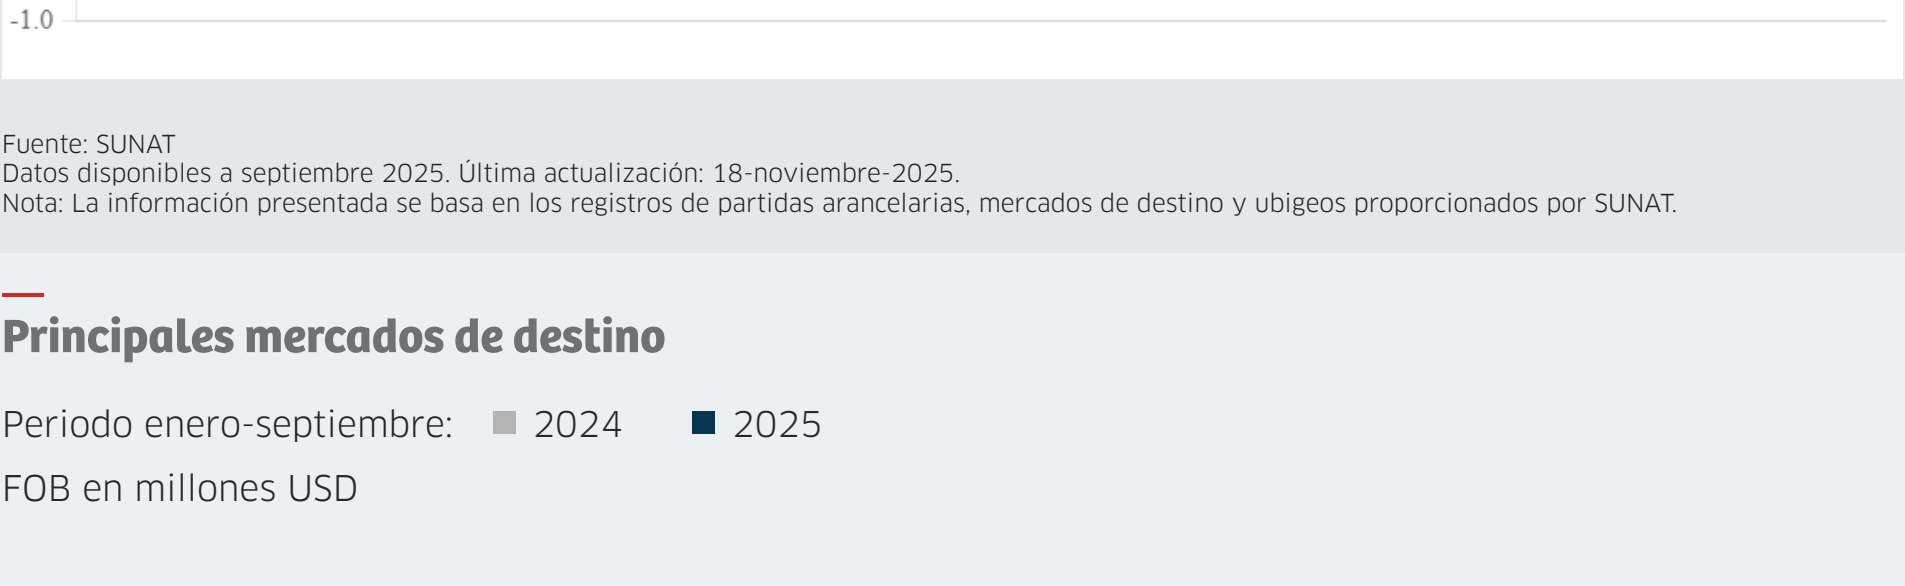 -1.0
Fuente: SUNAT
Datos disponibles a septiembre 2025. Última actualización: 18-noviembre-2025.
Nota: La información presentada se basa en los registros de partidas arancelarias, mercados de destino y ubigeos proporcionados por SUNAT.
Principales mercados de destino
Periodo enero-septiembre: 2024 2025
FOB en millones USD